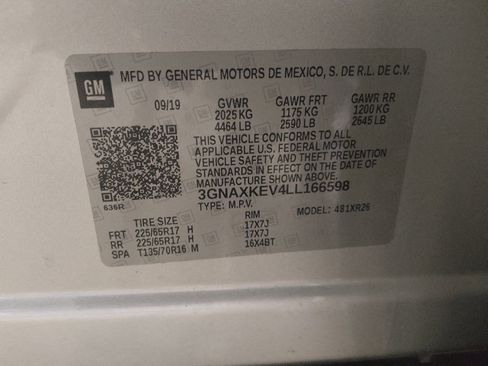 GM
MFD BY GENERAL MOTORS DE MEXICO, S. DE R.L. DE C.V.
09/19 GVWR GAWR FRT GAWR RR
2025 KG 1175 KG 1200 KG
4464 LB 2590 LB 2645 LB
THIS VEHICLE CONFORMS TO ALL
APPLICABLE U.S. FEDERAL MOTOR
VEHICLE SAFETY AND THEFT PREVENTION
STANDARDS IN EFFECT ON THE DATE OF
MANUFACTURE SHOWN ABOVE.
3GNAXKEV4LL166598
636R TYPE: M.P.V. MODEL: 481XR26
TIRE SIZE RIM
FRT 225/65R17 H 17X7J
RR 225/65R17 H 17X7J
SPA T135/70R16 M 16X4BT